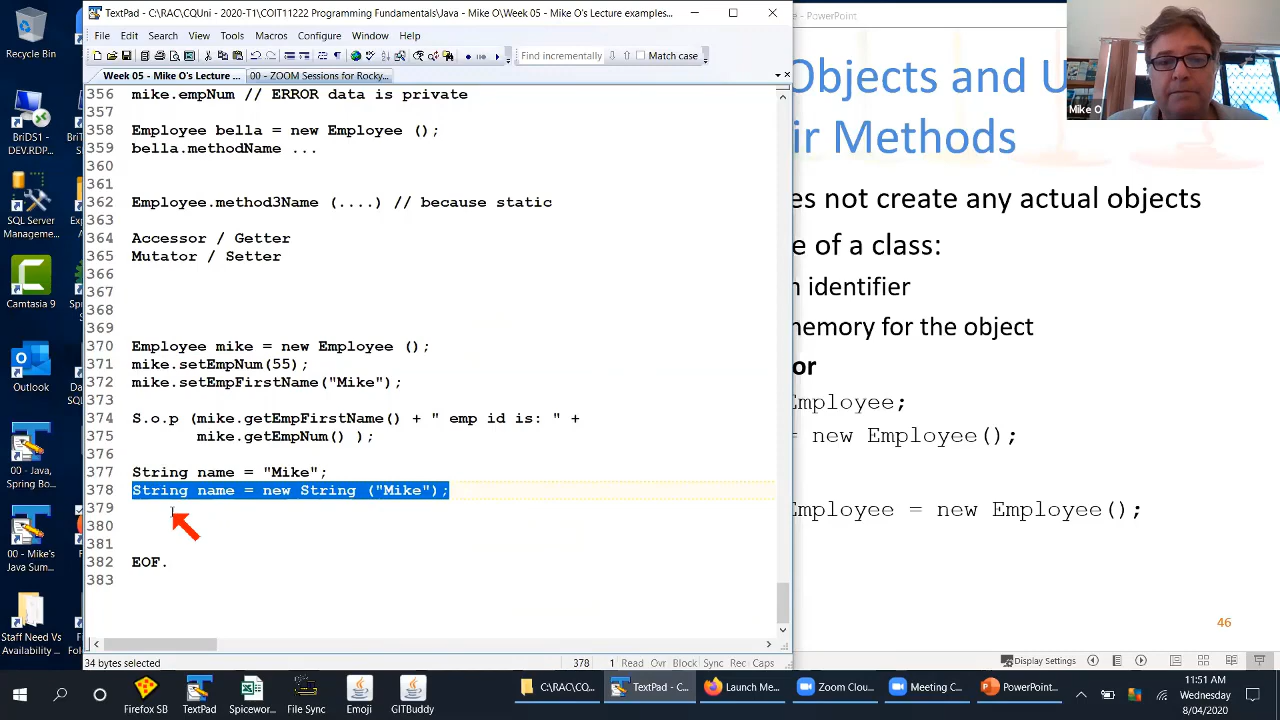 Recycle Bin
BriDS1 -
DEV.RDP...
SQL Server
Manageme...
Camtasia 9
Outlook
00 - Java,
Spring Bo...
00 - Mike's
Java Sum...
Staff Need
Va
C:\RAC\CQUni - 2020-T1\COIT11222 Programming Fundamentals\Java - Mike O\Week 05 - Mike O's Lecture examples...
View Tools Macros Configure Window Help
Find incrementally
Match case
Week 05 - Mike O's Lecture ...
00 - ZOOM Sessions for Rock...
356 mike.empNum // ERROR data is private
357
358 Employee bella = new Employee ();
359 bella.methodName ...
360
361
362 Employee.method3Name (....) // because static
363
364 Accessor / Getter
365 Mutator / Setter
366
367
368
369
370 Employee mike = new Employee ();
371 mike.setEmpNum(55);
372 mike.setEmpFirstName("Mike");
373
374 S.o.p (mike.getEmpFirstName() + " emp id is: " +
375 mike.getEmpNum() );
376
377 String name = "Mike";
378 String name = new String ("Mike");
379
380
381
382 EOF.
383
34 bytes selected
378
1
Read Ovr Block Sync Rec Caps
- PowerPoint
Objects and U
ir Methods
es not create any actual objects
e of a class:
n identifier
memory for the object
or
Employee;
= new Employee();
Employee = new Employee();
46
Display Settings
Mike O
Firefox SB
TextPad
Spicewor...
File Sync
Emoji
GITBuddy
C:\RAC\CQ...
TextPad - C...
Launch Me...
Zoom Clou...
Meeting C...
PowerPoint...
11:51 AM
Wednesday
8/04/2020